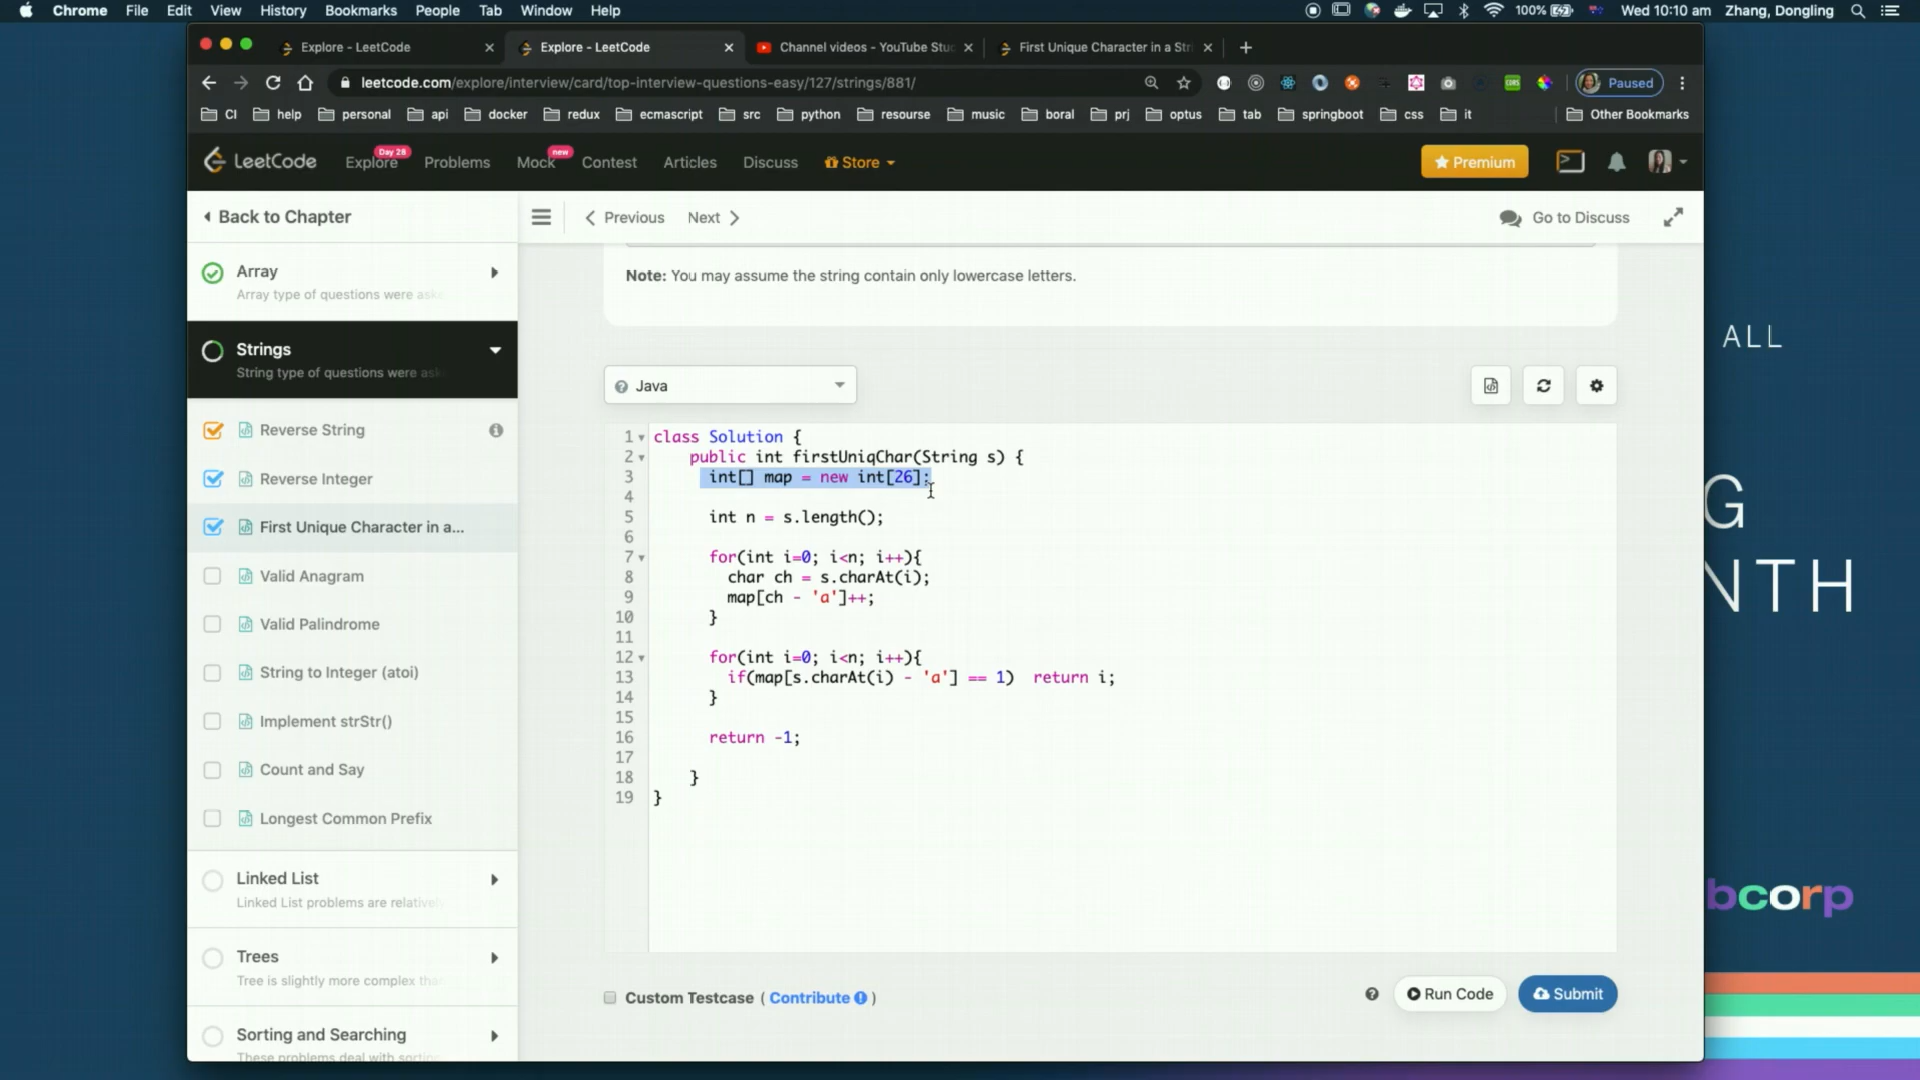 Chrome File Edit View History Bookmarks People Tab Window Help 100% Wed 10:10 am Zhang, Dongling
Explore - LeetCode Explore - LeetCode Channel videos - YouTube Stu First Unique Character in a Stri
leetcode.com/explore/interview/card/top-interview-questions-easy/127/strings/881/ Paused
CI help personal api docker redux ecmascript src python resourse music boral prj optus tab springboot css it Other Bookmarks
LeetCode Explore Day 28 Problems Mock new Contest Articles Discuss Store Premium
Back to Chapter Previous Next Go to Discuss
Array
Array type of questions were aske
Strings
String type of questions were ask
Reverse String
Reverse Integer
First Unique Character in a...
Valid Anagram
Valid Palindrome
String to Integer (atoi)
Implement strStr()
Count and Say
Longest Common Prefix
Linked List
Linked List problems are relatively
Trees
Tree is slightly more complex tha
Sorting and Searching
These problems deal with sortin
Note: You may assume the string contain only lowercase letters.
Java
1 class Solution {
2 public int firstUniqChar(String s) {
3 int[] map = new int[26];
4
5 int n = s.length();
6
7 for(int i=0; i<n; i++){
8 char ch = s.charAt(i);
9 map[ch - 'a']++;
10 }
11
12 for(int i=0; i<n; i++){
13 if(map[s.charAt(i) - 'a'] == 1) return i;
14 }
15
16 return -1;
17
18 }
19 }
Custom Testcase ( Contribute )
Run Code Submit
ALL
G
NTH
bcorp